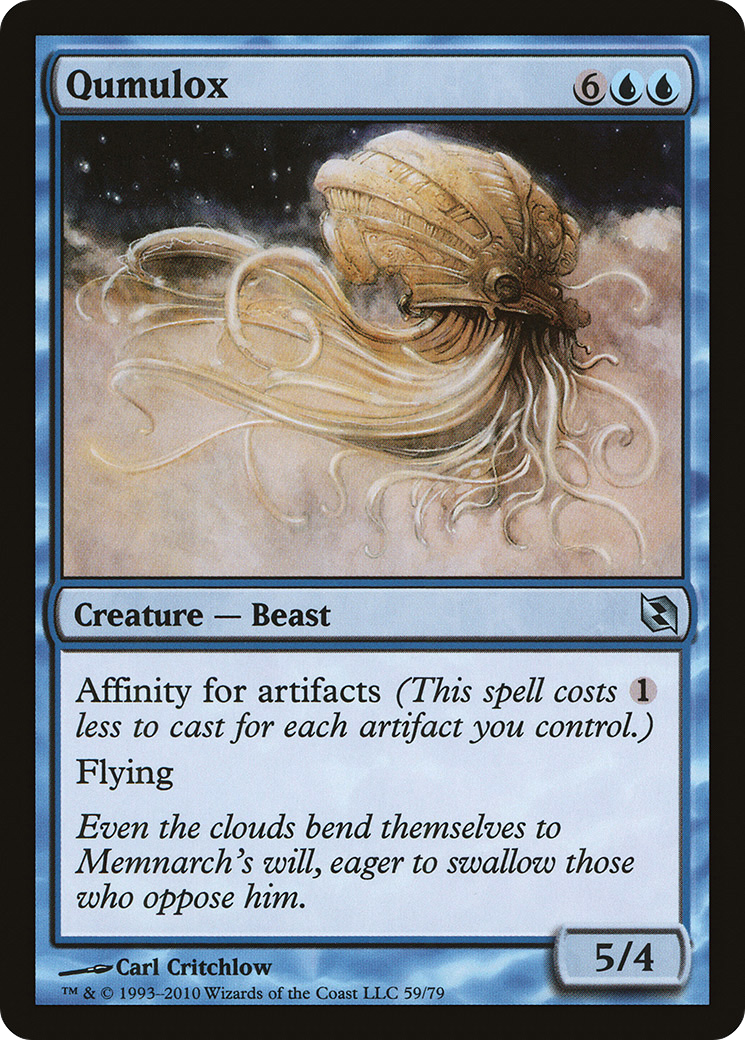 Qumulox 6
Creature — Beast
Affinity for artifacts (This spell costs 1
less to cast for each artifact you control.)
Flying
Even the clouds bend themselves to
Memnarch's will, eager to swallow those
who oppose him.
5/4
Carl Critchlow
™ & © 1993–2010 Wizards of the Coast LLC 59/79